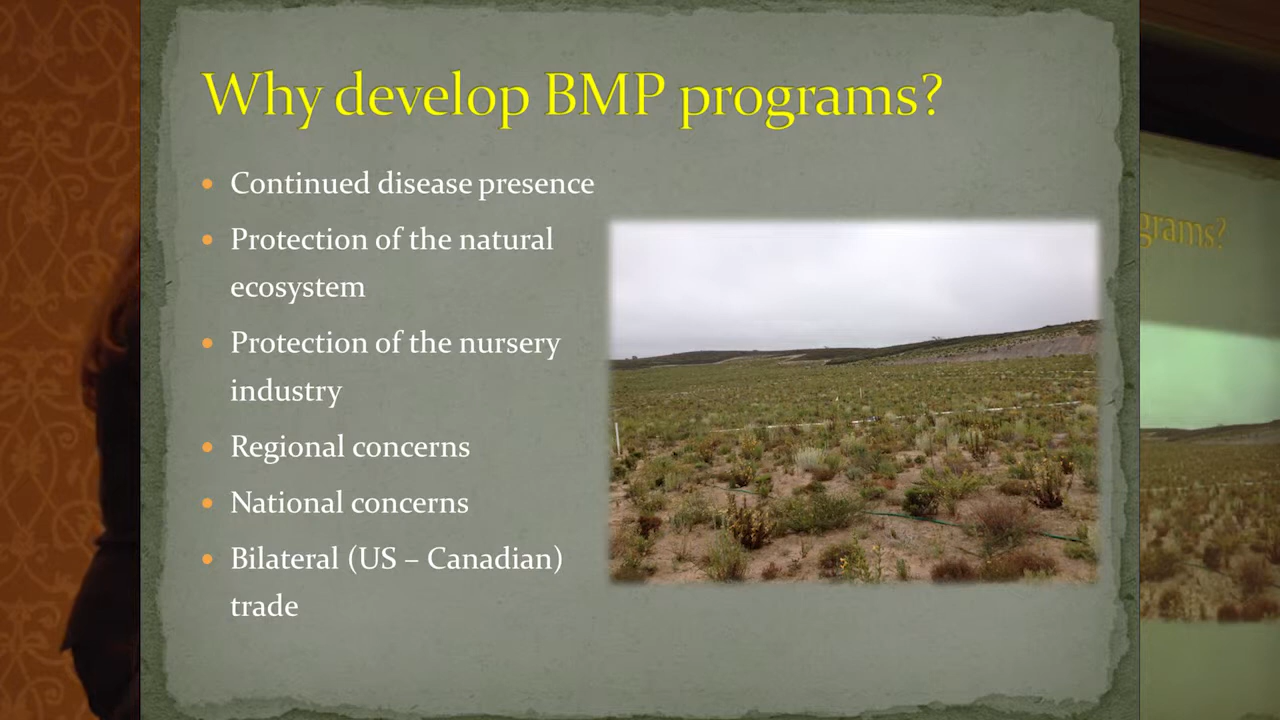 Why develop BMP programs?
• Continued disease presence
• Protection of the natural
ecosystem
• Protection of the nursery
industry
• Regional concerns
• National concerns
• Bilateral (US – Canadian)
trade
grams?